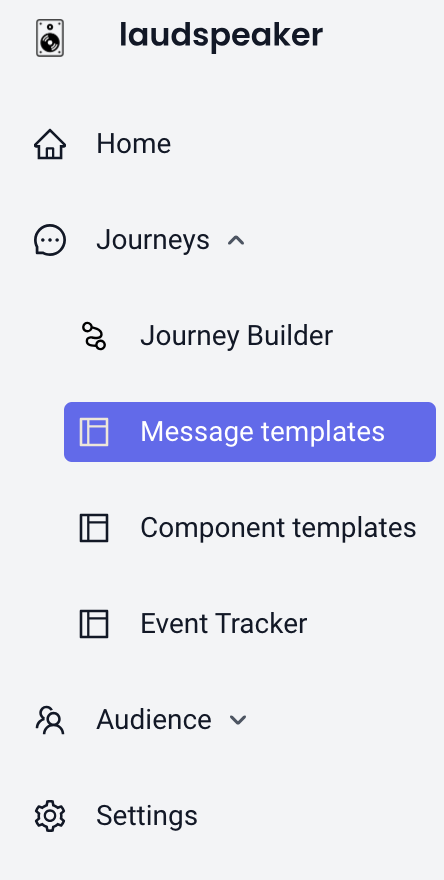 laudspeaker
Home
Journeys
Journey Builder
Message templates
Component templates
Event Tracker
Audience
Settings